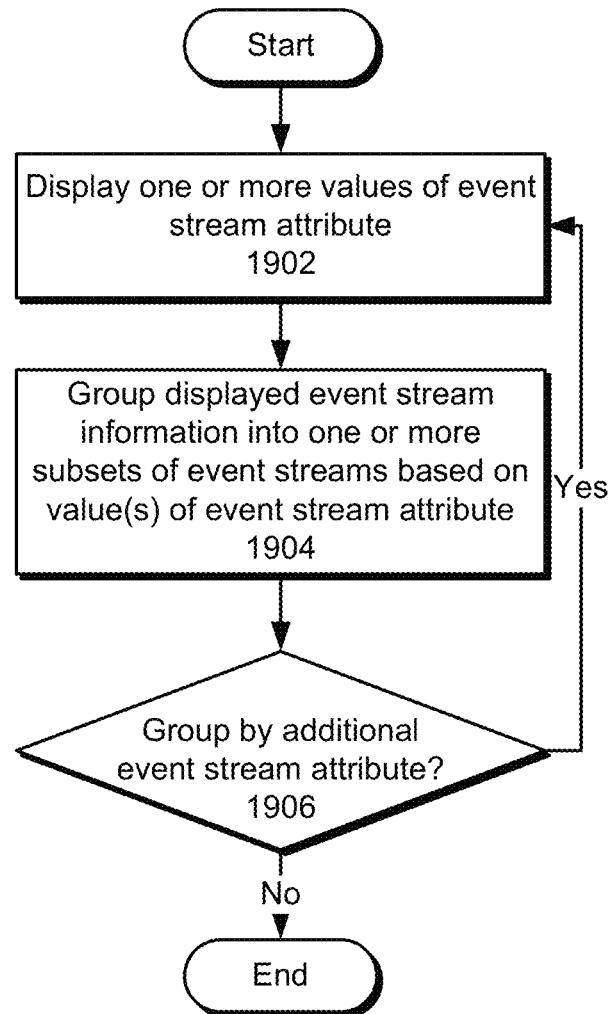 Start
Display one or more values of event
stream attribute
1902
Group displayed event stream
information into one or more
subsets of event streams based on
value(s) of event stream attribute
1904
Yes
Group by additional
event stream attribute?
1906
No
End